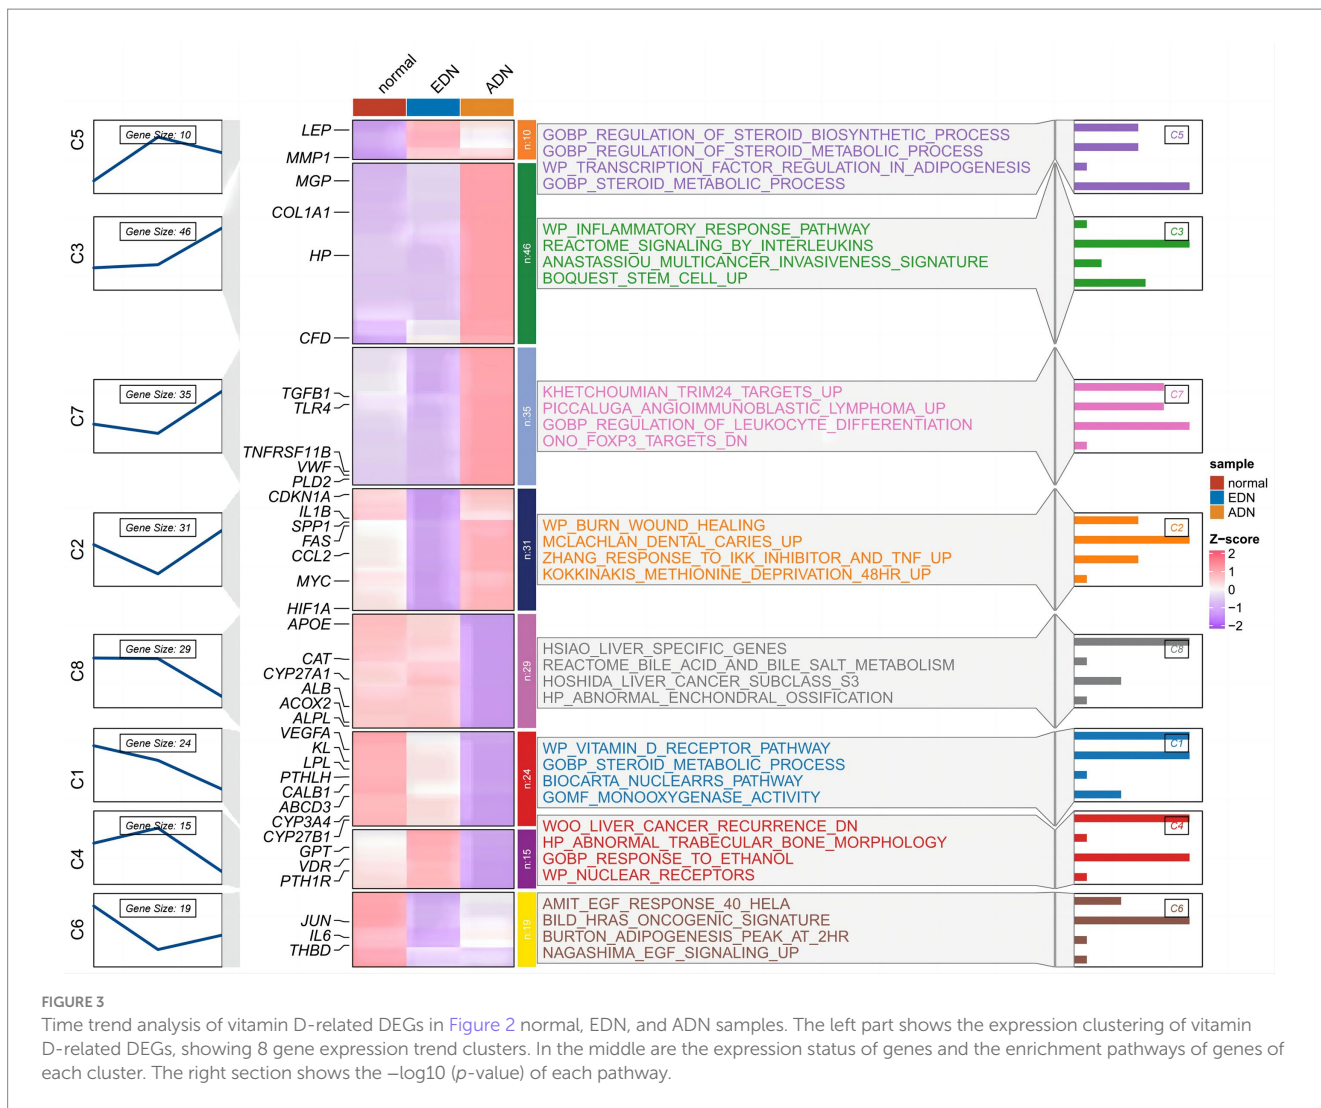 normal
EDN
ADN
C5
Gene Size: 10
LEP
MMP1
n:10
GOBP_REGULATION_OF_STEROID_BIOSYNTHETIC_PROCESS
GOBP_REGULATION_OF_STEROID_METABOLIC_PROCESS
WP_TRANSCRIPTION_FACTOR_REGULATION_IN_ADIPOGENESIS
GOBP_STEROID_METABOLIC_PROCESS
C5
C3
Gene Size: 46
MGP
COL1A1
HP
CFD
n:46
WP_INFLAMMATORY_RESPONSE_PATHWAY
REACTOME_SIGNALING_BY_INTERLEUKINS
ANASTASSIOU_MULTICANCER_INVASIVENESS_SIGNATURE
BOQUEST_STEM_CELL_UP
C3
C7
Gene Size: 35
TGFB1
TLR4
TNFRSF11B
VWF
PLD2
n:35
KHETCHOUMIAN_TRIM24_TARGETS_UP
PICCALUGA_ANGIOIMMUNOBLASTIC_LYMPHOMA_UP
GOBP_REGULATION_OF_LEUKOCYTE_DIFFERENTIATION
ONO_FOXP3_TARGETS_DN
C7
C2
Gene Size: 31
CDKN1A
IL1B
SPP1
FAS
CCL2
MYC
HIF1A
n:31
WP_BURN_WOUND_HEALING
MCLACHLAN_DENTAL_CARIES_UP
ZHANG_RESPONSE_TO_IKK_INHIBITOR_AND_TNF_UP
KOKKINAKIS_METHIONINE_DEPRIVATION_48HR_UP
C2
C8
Gene Size: 29
APOE
CAT
CYP27A1
ALB
ACOX2
ALPL
n:29
HSIAO_LIVER_SPECIFIC_GENES
REACTOME_BILE_ACID_AND_BILE_SALT_METABOLISM
HOSHIDA_LIVER_CANCER_SUBCLASS_S3
HP_ABNORMAL_ENCHONDRAL_OSSIFICATION
C8
C1
Gene Size: 24
VEGFA
KL
LPL
PTHLH
CALB1
ABCD3
CYP3A4
CYP27B1
n:24
WP_VITAMIN_D_RECEPTOR_PATHWAY
GOBP_STEROID_METABOLIC_PROCESS
BIOCARTA_NUCLEARRS_PATHWAY
GOMF_MONOOXYGENASE_ACTIVITY
C1
C4
Gene Size: 15
GPT
VDR
PTH1R
n:15
WOO_LIVER_CANCER_RECURRENCE_DN
HP_ABNORMAL_TRABECULAR_BONE_MORPHOLOGY
GOBP_RESPONSE_TO_ETHANOL
WP_NUCLEAR_RECEPTORS
C4
C6
Gene Size: 19
JUN
IL6
THBD
n:19
AMIT_EGF_RESPONSE_40_HELA
BILD_HRAS_ONCOGENIC_SIGNATURE
BURTON_ADIPOGENESIS_PEAK_AT_2HR
NAGASHIMA_EGF_SIGNALING_UP
C6
sample
normal
EDN
ADN
Z-score
2
1
0
−1
−2
FIGURE 3
Time trend analysis of vitamin D-related DEGs in Figure 2 normal, EDN, and ADN samples. The left part shows the expression clustering of vitamin
D-related DEGs, showing 8 gene expression trend clusters. In the middle are the expression status of genes and the enrichment pathways of genes of
each cluster. The right section shows the −log10 (p-value) of each pathway.